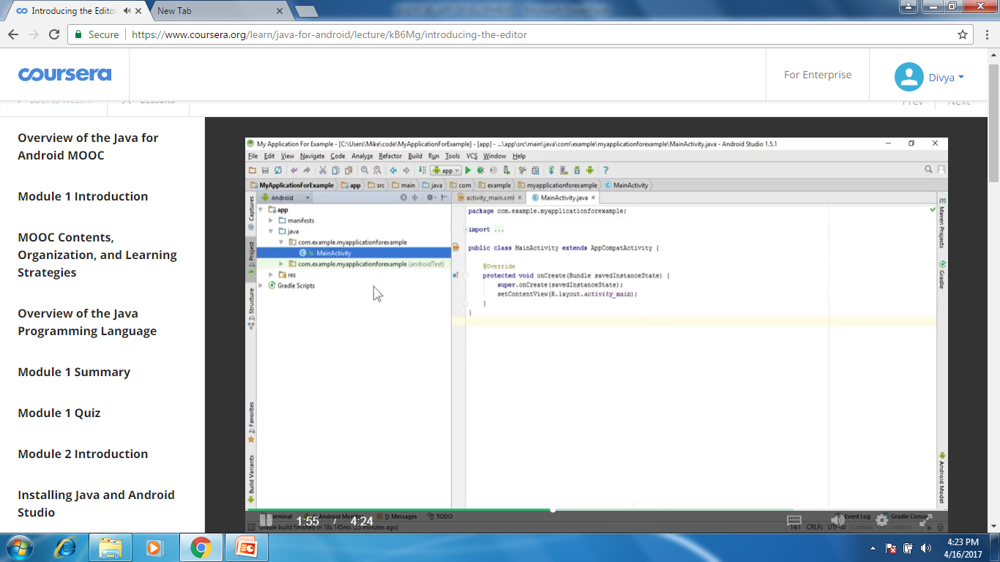 Introducing the Editor
New Tab
Secure
https://www.coursera.org/learn/java-for-android/lecture/kB6Mg/introducing-the-editor
coursera
For Enterprise
Divya
Back to Week 1
Lessons
Prev
Next
Overview of the Java for
Android MOOC
Module 1 Introduction
MOOC Contents,
Organization, and Learning
Strategies
Overview of the Java
Programming Language
Module 1 Summary
Module 1 Quiz
Module 2 Introduction
Installing Java and Android
Studio
My Application For Example - [C:\Users\Mike\code\MyApplicationForExample] - [app] - ...\app\src\main\java\com\example\myapplicationforexample\MainActivity.java - Android Studio 1.5.1
File Edit View Navigate Code Analyze Refactor Build Run Tools VCS Window Help
app
MyApplicationForExample app src main java com example myapplicationforexample MainActivity
Android
activity_main.xml
MainActivity.java
Captures
1: Project
7: Structure
2: Favorites
Build Variants
app
manifests
java
com.example.myapplicationforexample
MainActivity
com.example.myapplicationforexample (androidTest)
res
Gradle Scripts
package com.example.myapplicationforexample;
import ...
public class MainActivity extends AppCompatActivity {
@Override
protected void onCreate(Bundle savedInstanceState) {
super.onCreate(savedInstanceState);
setContentView(R.layout.activity_main);
}
}
Maven Projects
Gradle
Android Model
Terminal
Android Mon
0: Messages
TODO
Event Log
Gradle Conso
1:55 / 4:24
Gradle build finished in 18s 145ms (25 minutes ago)
14:1 CRLF: UTF-8 Context: <no context>
4:23 PM
4/16/2017